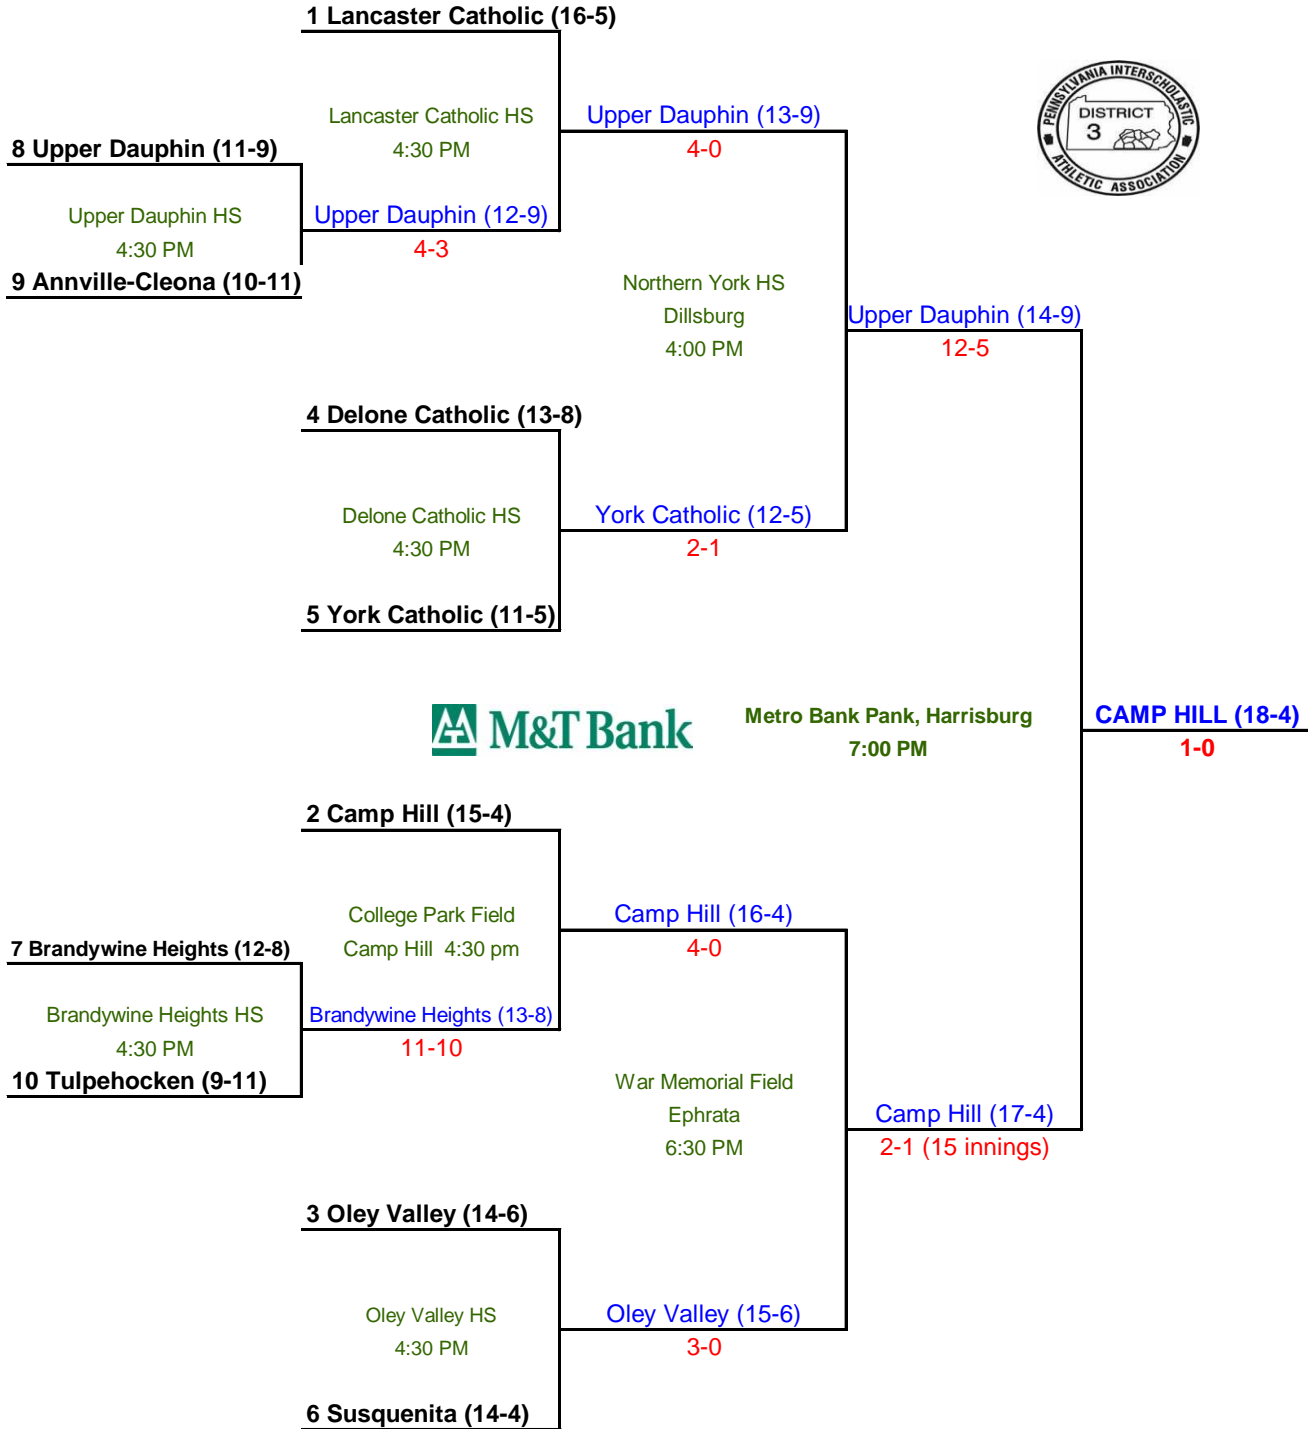 1 Lancaster Catholic (16-5)
PENNSYLVANIA INTERSCHOLASTIC
DISTRICT
3
ATHLETIC ASSOCIATION
Lancaster Catholic HS
4:30 PM
Upper Dauphin (13-9)
4-0
8 Upper Dauphin (11-9)
Upper Dauphin HS
4:30 PM
Upper Dauphin (12-9)
4-3
9 Annville-Cleona (10-11)
Northern York HS
Dillsburg
4:00 PM
Upper Dauphin (14-9)
12-5
4 Delone Catholic (13-8)
Delone Catholic HS
4:30 PM
York Catholic (12-5)
2-1
5 York Catholic (11-5)
M&T Bank
Metro Bank Pank, Harrisburg
7:00 PM
CAMP HILL (18-4)
1-0
2 Camp Hill (15-4)
College Park Field
Camp Hill 4:30 pm
Camp Hill (16-4)
4-0
7 Brandywine Heights (12-8)
Brandywine Heights HS
4:30 PM
Brandywine Heights (13-8)
11-10
10 Tulpehocken (9-11)
War Memorial Field
Ephrata
6:30 PM
Camp Hill (17-4)
2-1 (15 innings)
3 Oley Valley (14-6)
Oley Valley HS
4:30 PM
Oley Valley (15-6)
3-0
6 Susquenita (14-4)